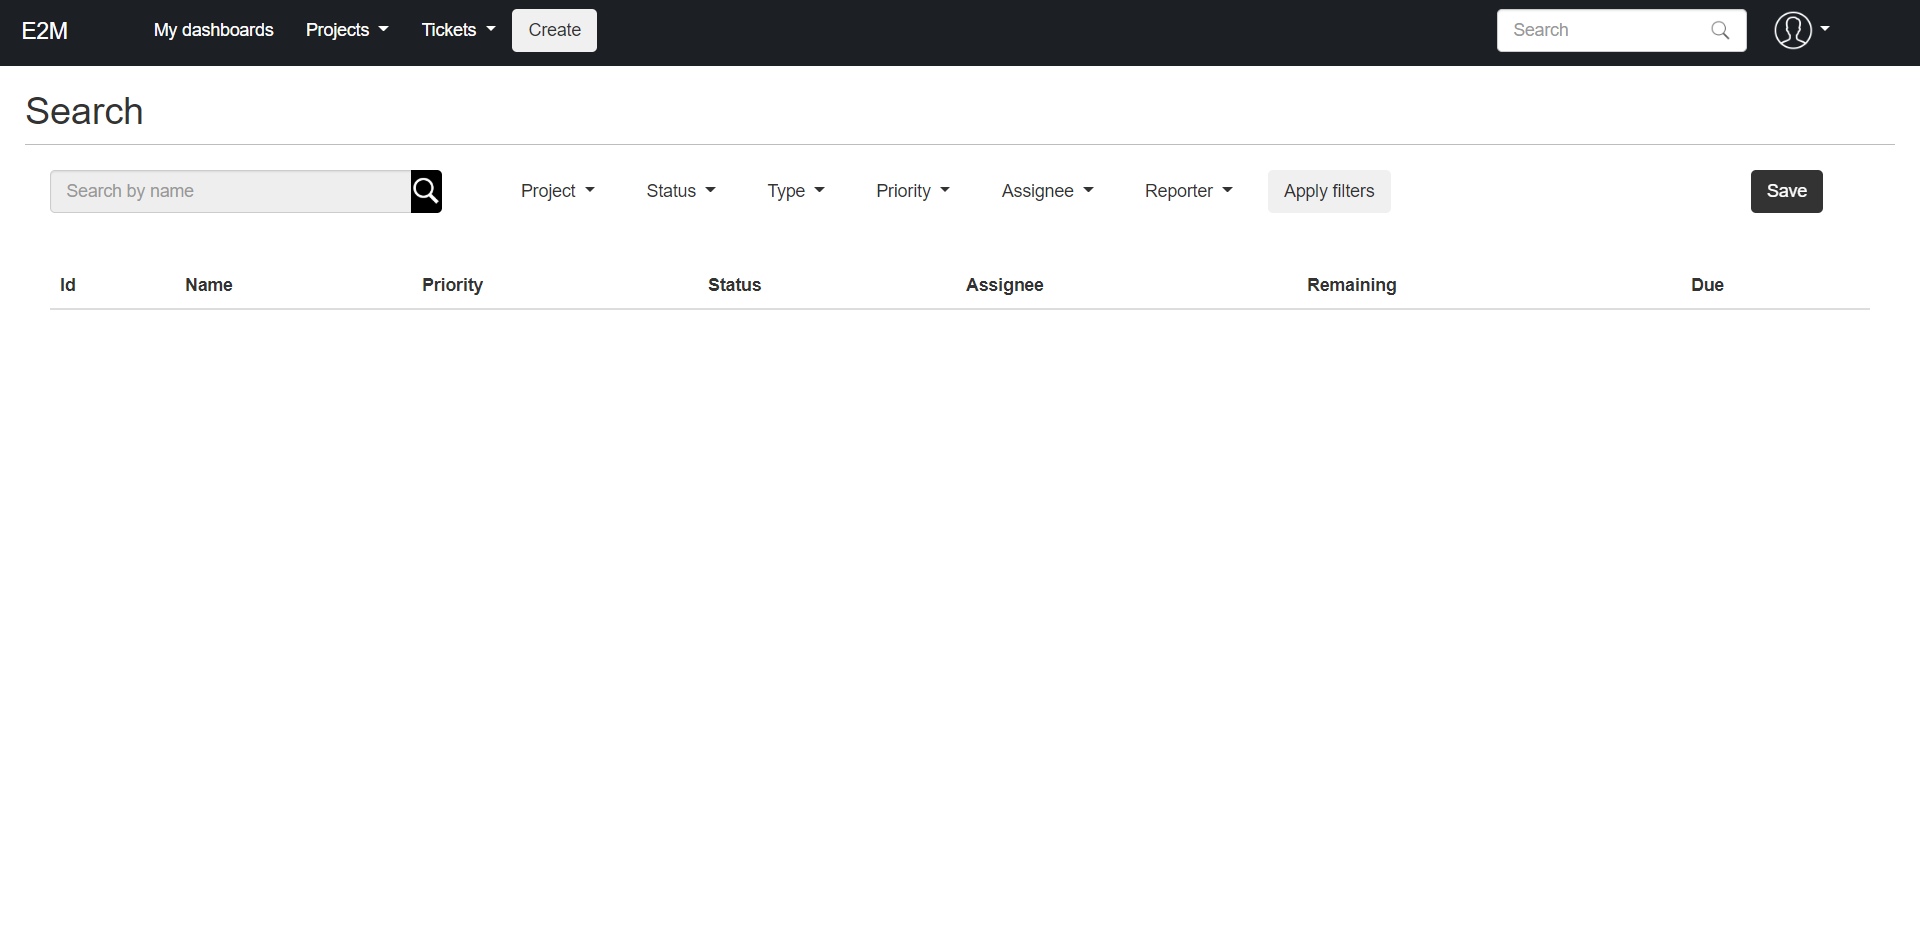 E2M My dashboards Projects Tickets Create Search
Search
Search by name Project Status Type Priority Assignee Reporter Apply filters Save
Id Name Priority Status Assignee Remaining Due